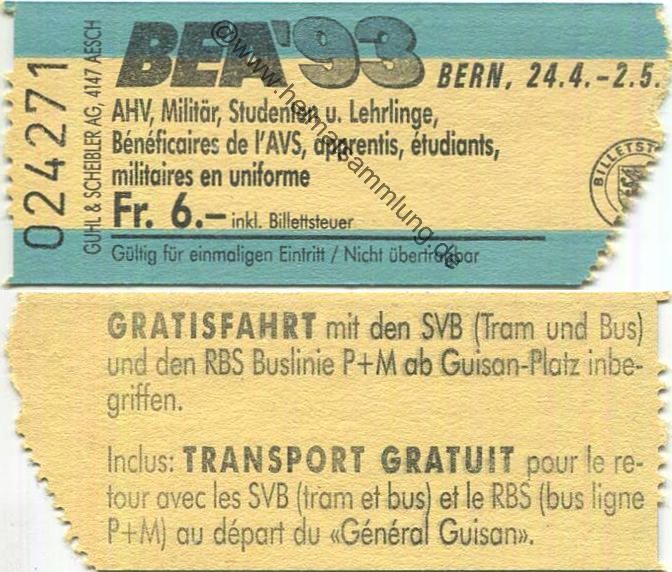 BEA'93 BERN, 24.4.-2.5.
AHV, Militär, Studenten u. Lehrlinge,
Bénéficaires de l'AVS, apprentis, étudiants,
militaires en uniforme
Fr. 6.– inkl. Billettsteuer
Gültig für einmaligen Eintritt / Nicht übertragbar
024271
GUHL & SCHEIBLER AG, 4147 AESCH
BILLETST
©www.heimatsammlung.de
GRATISFAHRT mit den SVB (Tram und Bus)
und den RBS Buslinie P+M ab Guisan-Platz inbe-
griffen.
Inclus: TRANSPORT GRATUIT pour le re-
tour avec les SVB (tram et bus) et le RBS (bus ligne
P+M) au départ du «Général Guisan».